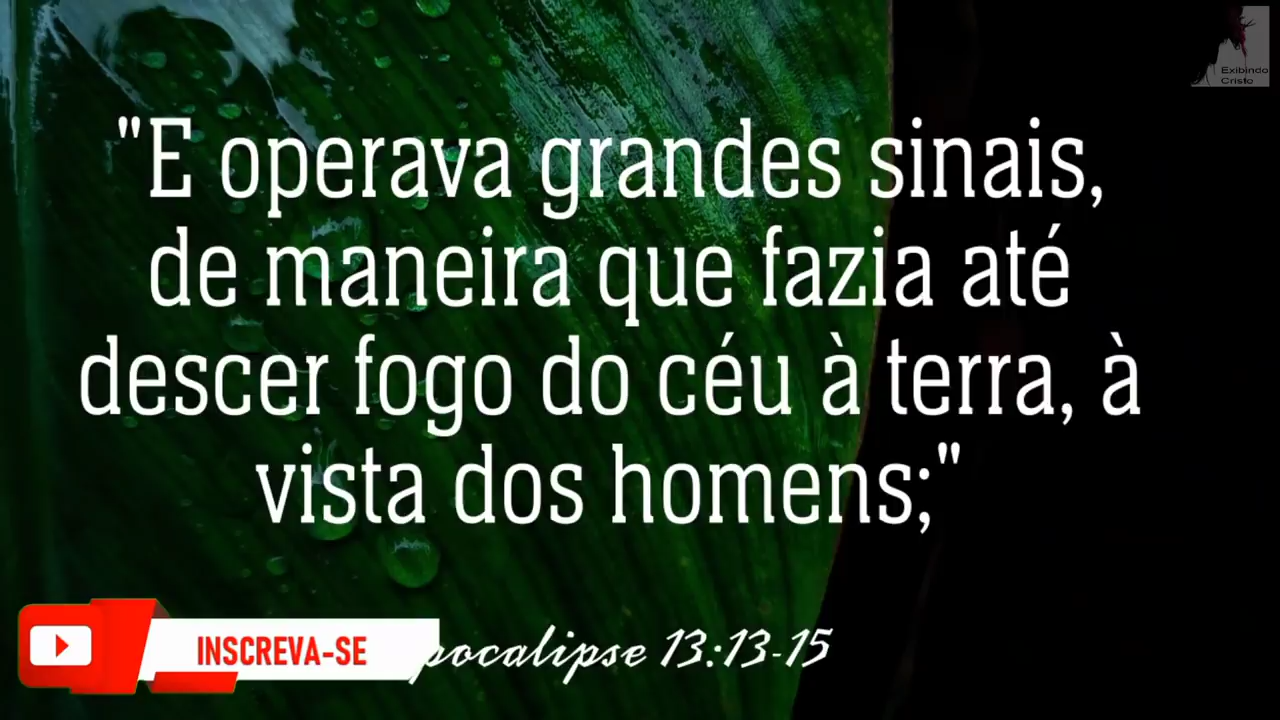 Exibindo
Cristo
"E operava grandes sinais,
de maneira que fazia até
descer fogo do céu à terra, à
vista dos homens;"
INSCREVA-SE
pocalipse 13:13-15